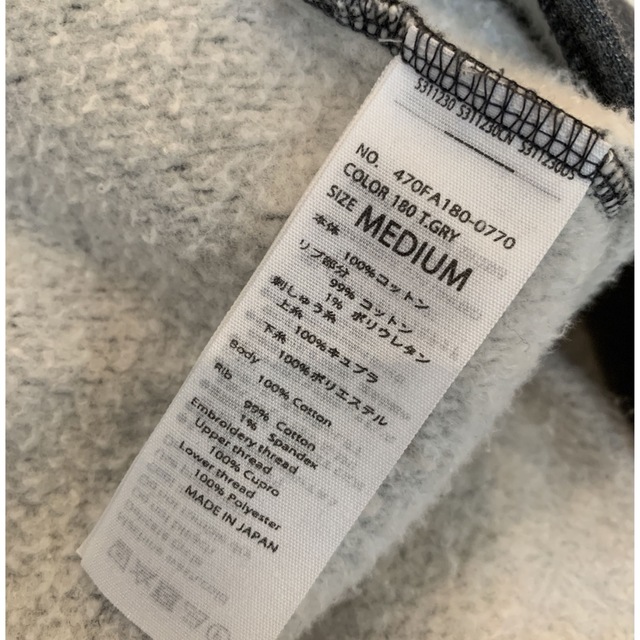 5311230 5311230CN 5311230US
NO. 470FA180-0770
COLOR 180 T.GRY
SIZE MEDIUM
本体
100% コットン
リブ部分
99% コットン
1% ポリウレタン
刺しゅう糸
上糸
100%キュプラ
下糸
100%ポリエステル
Body
100% Cotton
Rib
99% Cotton
1% Spandex
Embroidery thread
Upper thread
100% Cupro
Lower thread
100% Polyester
MADE IN JAPAN